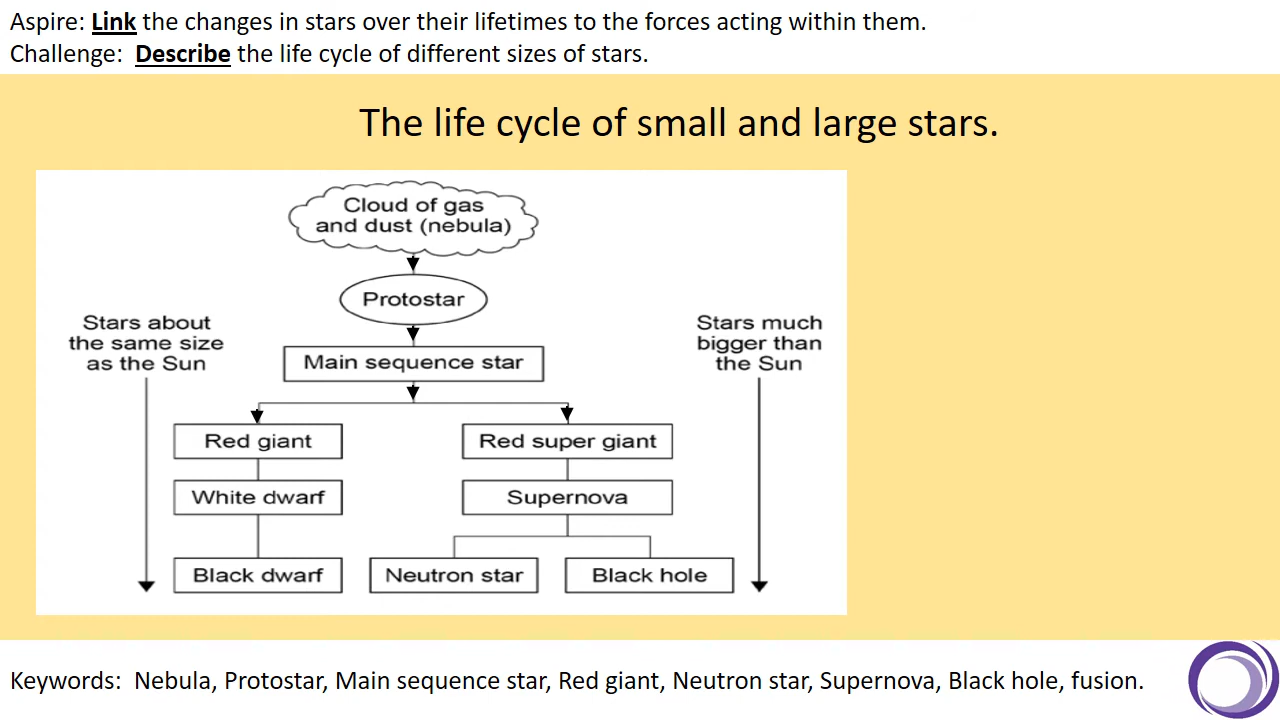 Aspire: Link the changes in stars over their lifetimes to the forces acting within them.
Challenge:  Describe the life cycle of different sizes of stars.
The life cycle of small and large stars.
Cloud of gas
and dust (nebula)
Protostar
Stars about
the same size
as the Sun
Stars much
bigger than
the Sun
Main sequence star
Red giant
Red super giant
White dwarf
Supernova
Black dwarf
Neutron star
Black hole
Keywords:  Nebula, Protostar, Main sequence star, Red giant, Neutron star, Supernova, Black hole, fusion.